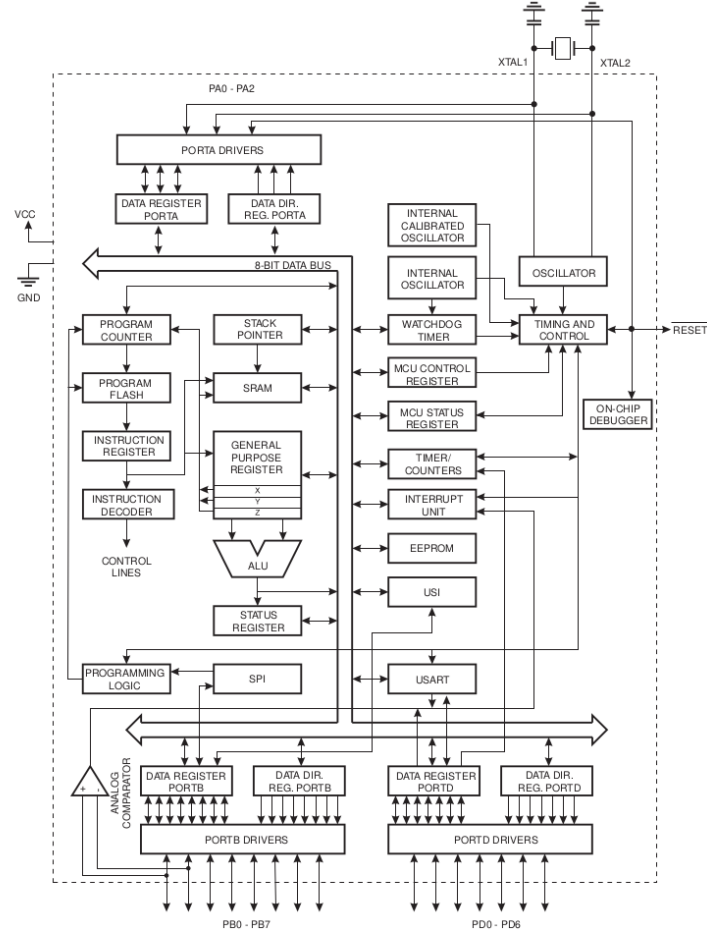 XTAL1
XTAL2
PA0 - PA2
PORTA DRIVERS
DATA REGISTER
PORTA
DATA DIR.
REG. PORTA
VCC
GND
8-BIT DATA BUS
INTERNAL
CALIBRATED
OSCILLATOR
INTERNAL
OSCILLATOR
OSCILLATOR
WATCHDOG
TIMER
TIMING AND
CONTROL
RESET
MCU CONTROL
REGISTER
MCU STATUS
REGISTER
ON-CHIP
DEBUGGER
PROGRAM
COUNTER
STACK
POINTER
PROGRAM
FLASH
SRAM
INSTRUCTION
REGISTER
GENERAL
PURPOSE
REGISTER
X
Y
Z
INSTRUCTION
DECODER
CONTROL
LINES
ALU
STATUS
REGISTER
TIMER/
COUNTERS
INTERRUPT
UNIT
EEPROM
USI
PROGRAMMING
LOGIC
SPI
USART
ANALOG
COMPARATOR
+
-
DATA REGISTER
PORTB
DATA DIR.
REG. PORTB
DATA REGISTER
PORTD
DATA DIR.
REG. PORTD
PORTB DRIVERS
PORTD DRIVERS
PB0 - PB7
PD0 - PD6